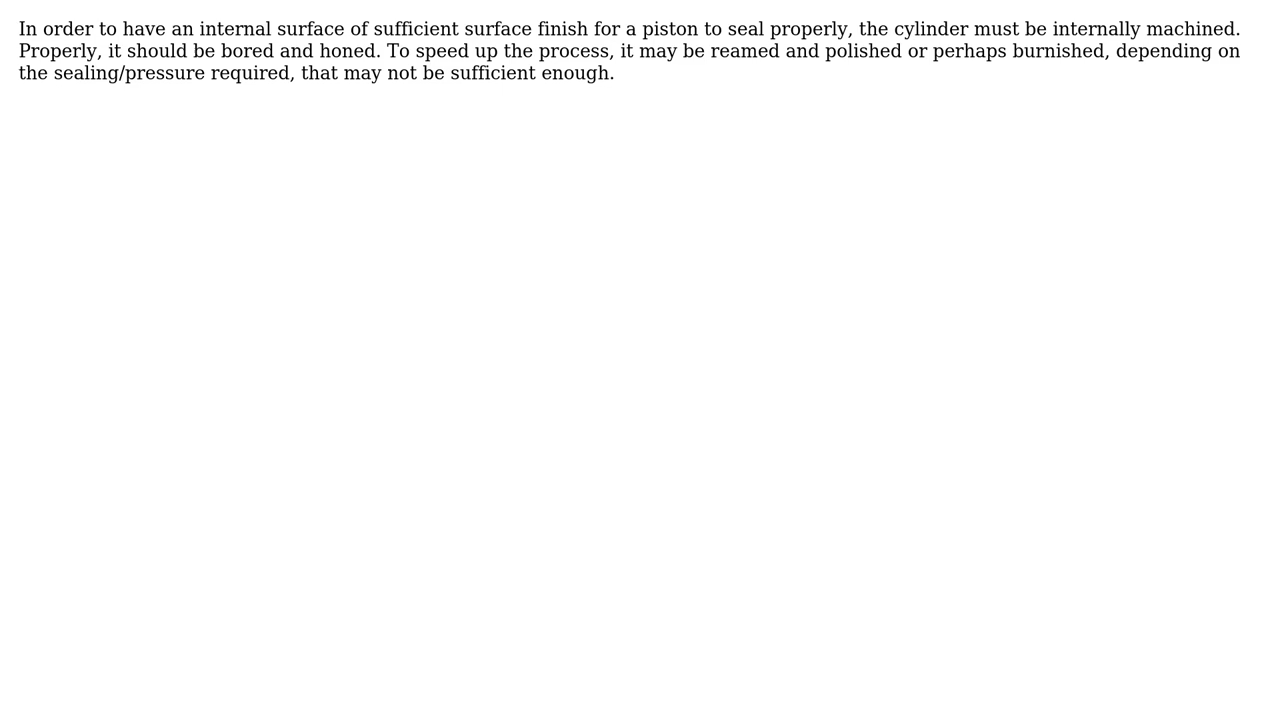 In order to have an internal surface of sufficient surface finish for a piston to seal properly, the cylinder must be internally machined.
Properly, it should be bored and honed. To speed up the process, it may be reamed and polished or perhaps burnished, depending on
the sealing/pressure required, that may not be sufficient enough.